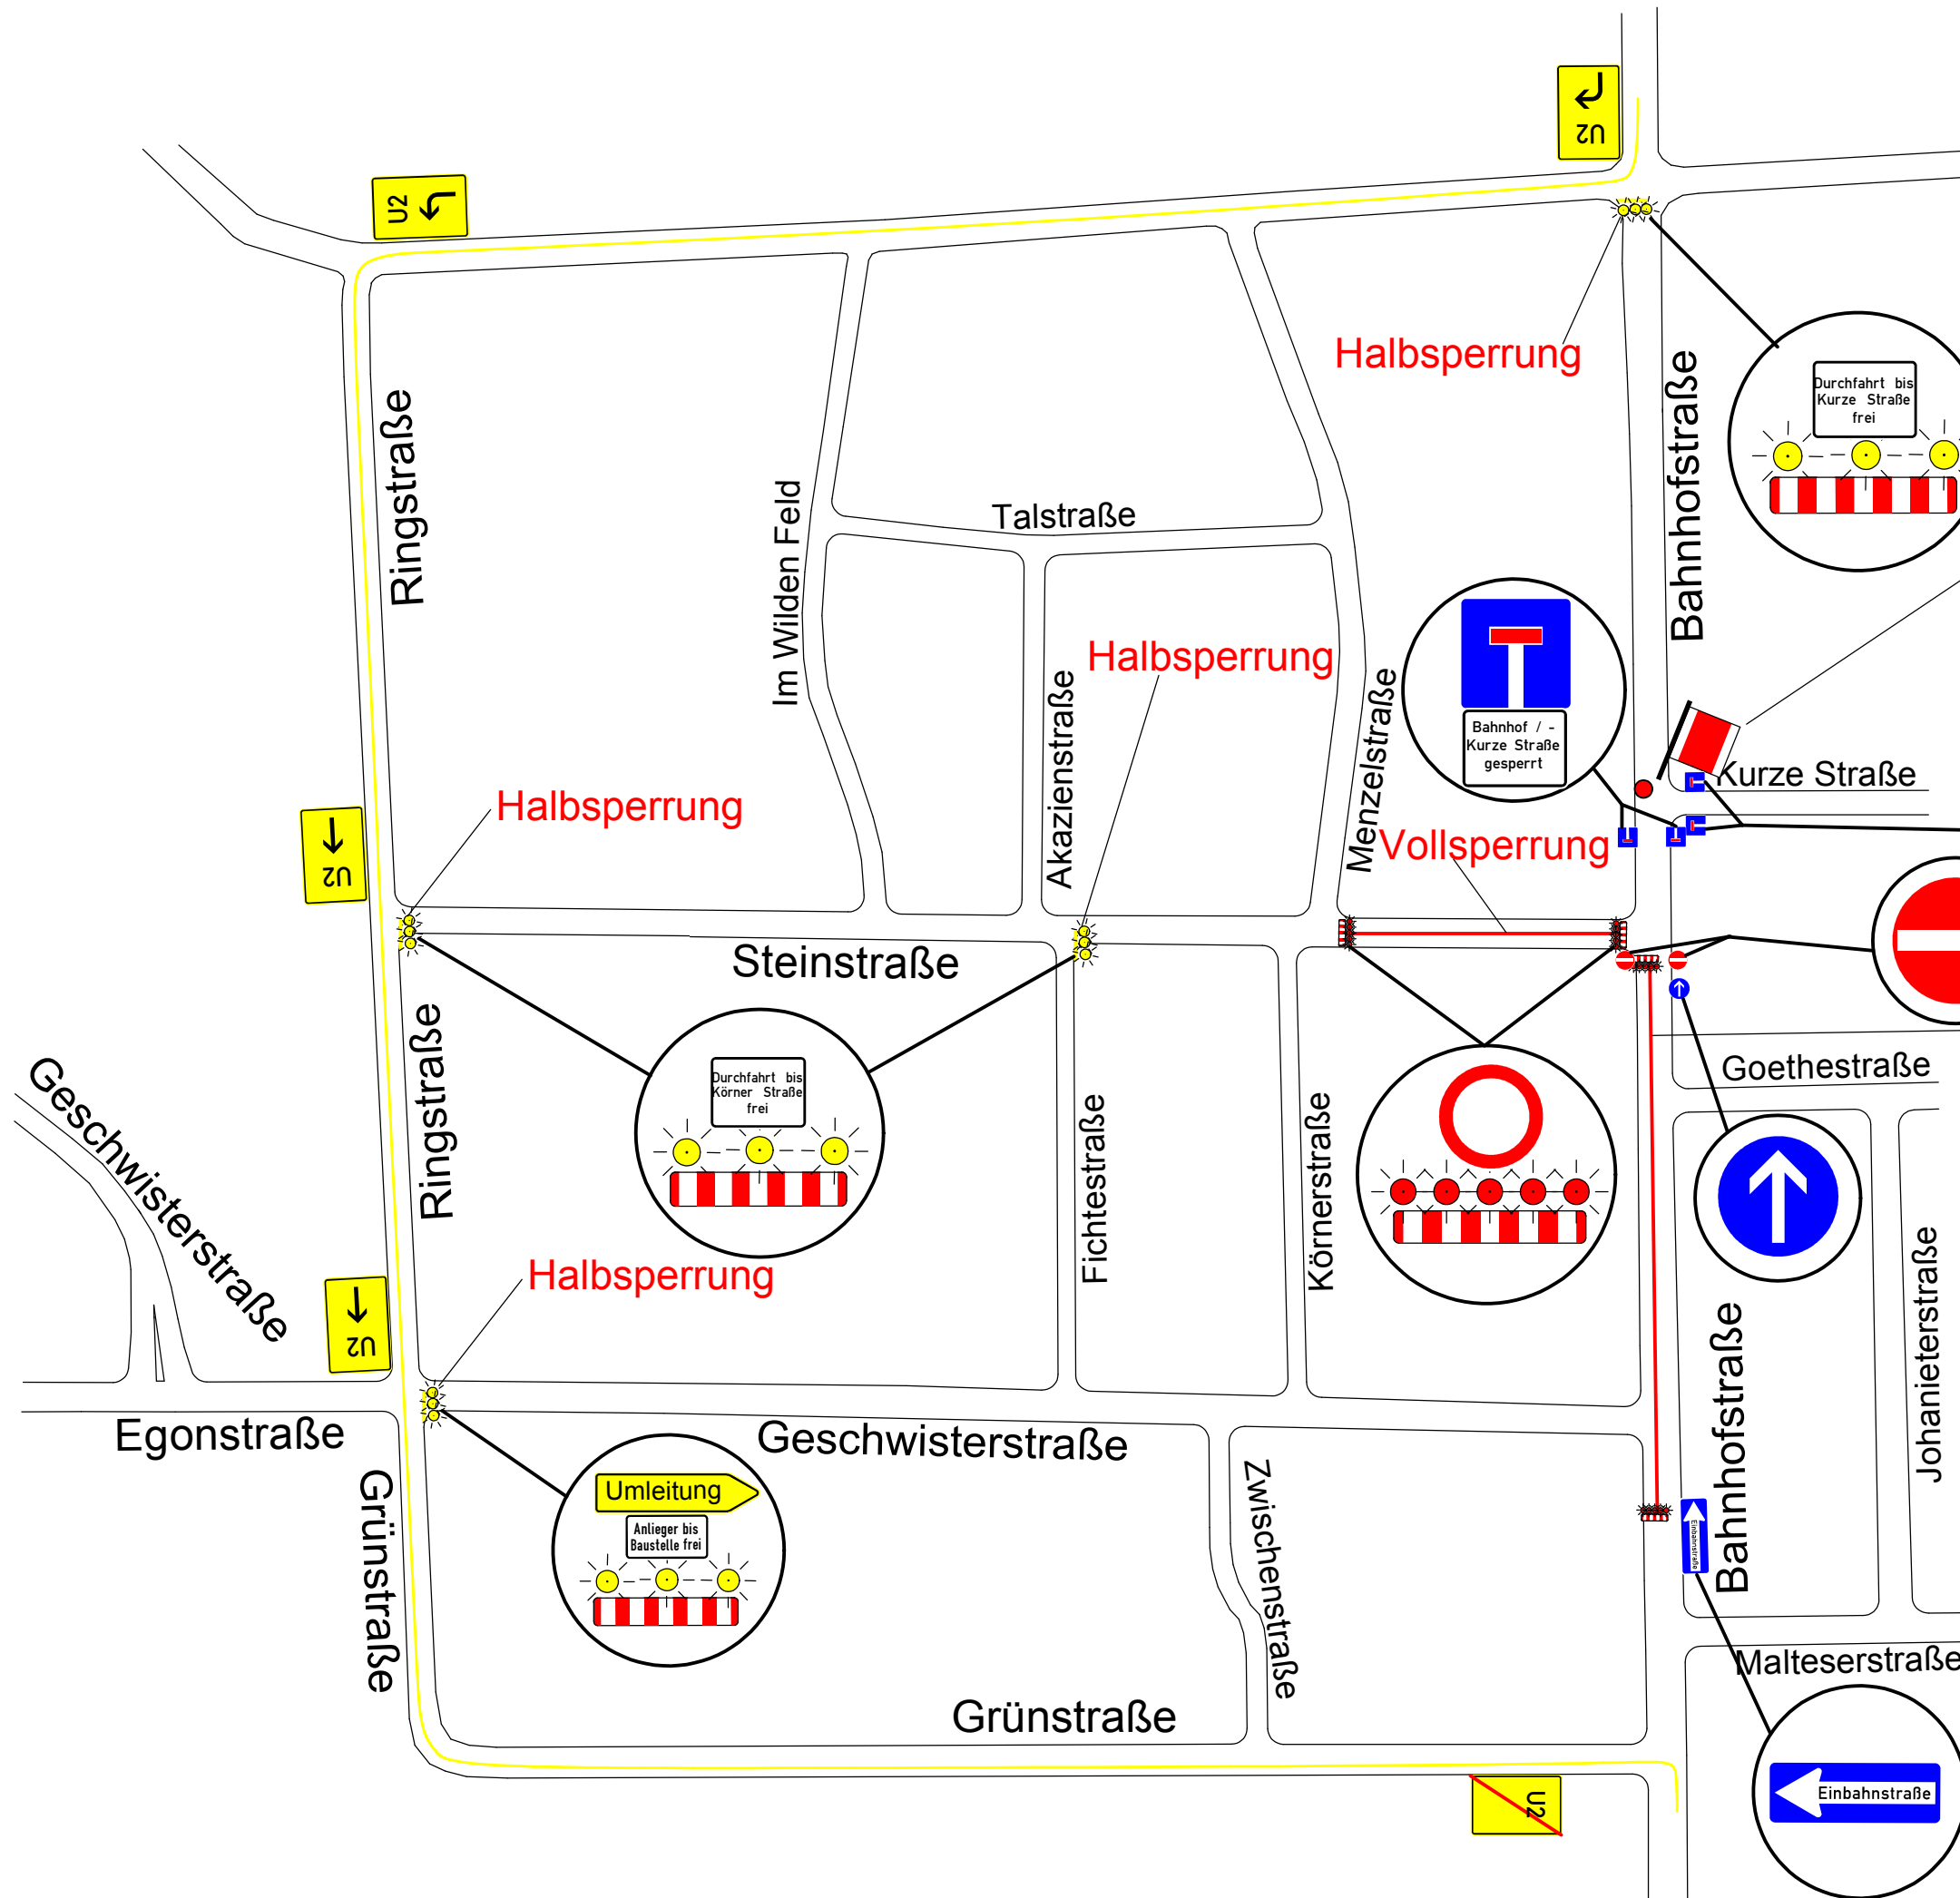 U2
U2
Halbsperrung
Durchfahrt bis
Kurze Straße
frei
Ringstraße
Bahnhofstraße
Im Wilden Feld
Talstraße
Halbsperrung
Akazienstraße
Menzelstraße
Bahnhof / -
Kurze Straße
gesperrt
Kurze Straße
Halbsperrung
Vollsperrung
U2
Steinstraße
Ringstraße
Geschwisterstraße
Durchfahrt bis
Körner Straße
frei
Fichtestraße
Körnerstraße
Goethestraße
Halbsperrung
U2
Egonstraße
Geschwisterstraße
Bahnhofstraße
Johanieterstraße
Grünstraße
Umleitung
Anlieger bis
Baustelle frei
Zwischenstraße
Einbahnstraße
Malteserstraße
Grünstraße
U2
Einbahnstraße